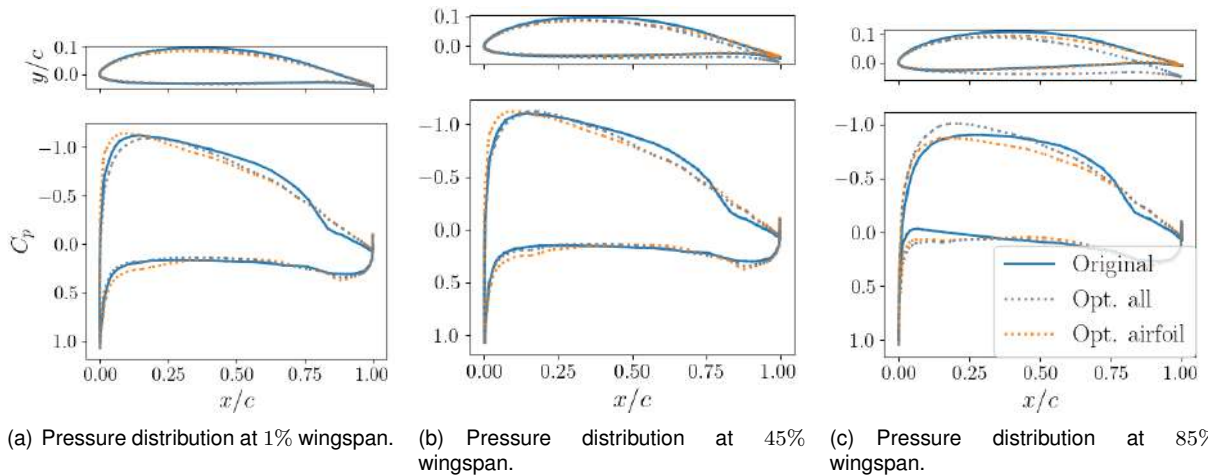 y/c
0.1
0.0
0.1
0.0
0.1
0.0
C_p
−1.0
−0.5
0.0
0.5
1.0
−1.0
−0.5
0.0
0.5
1.0
−1.0
−0.5
0.0
0.5
1.0
Original
Opt. all
Opt. airfoil
0.00 0.25 0.50 0.75 1.00
0.00 0.25 0.50 0.75 1.00
0.00 0.25 0.50 0.75 1.00
x/c
x/c
x/c
(a) Pressure distribution at 1% wingspan.
(b) Pressure distribution at 45%
wingspan.
(c) Pressure distribution at 85%
wingspan.